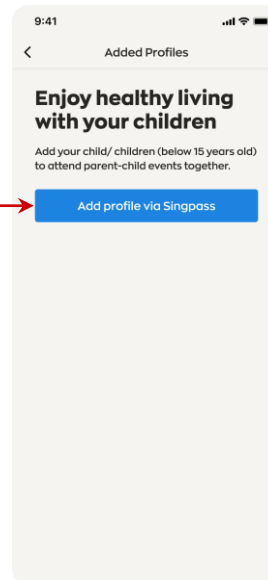 9:41
Added Profiles
Enjoy healthy living
with your children
Add your child/ children (below 15 years old)
to attend parent-child events together.
Add profile via Singpass